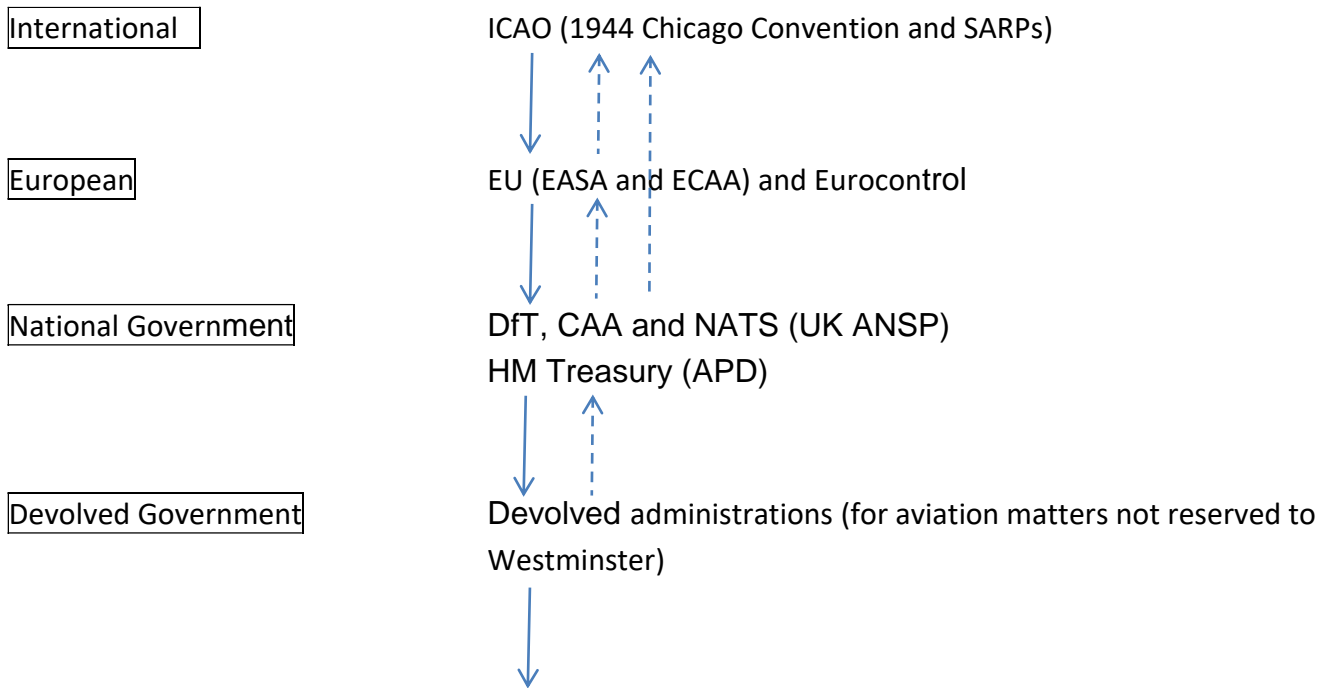 International ICAO (1944 Chicago Convention and SARPs)
European EU (EASA and ECAA) and Eurocontrol
National Government DfT, CAA and NATS (UK ANSP)
HM Treasury (APD)
Devolved Government Devolved administrations (for aviation matters not reserved to
Westminster)